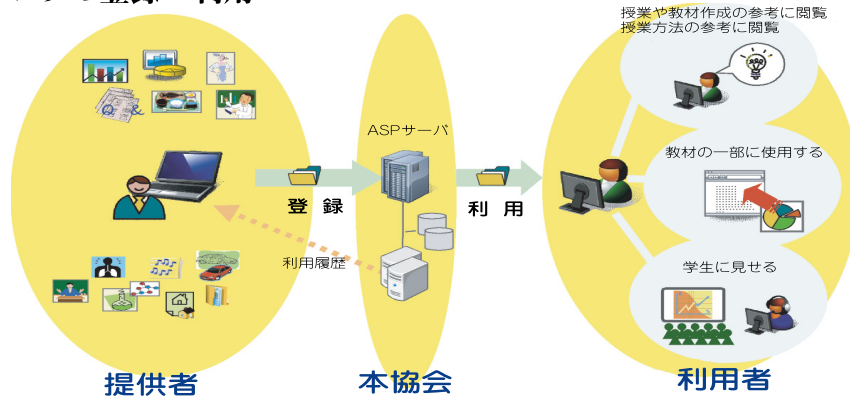 授業や教材作成の参考に閲覧
授業方法の参考に閲覧
ASPサーバ
教材の一部に使用する
登 録
利 用
利用履歴
学生に見せる
提供者
本協会
利用者